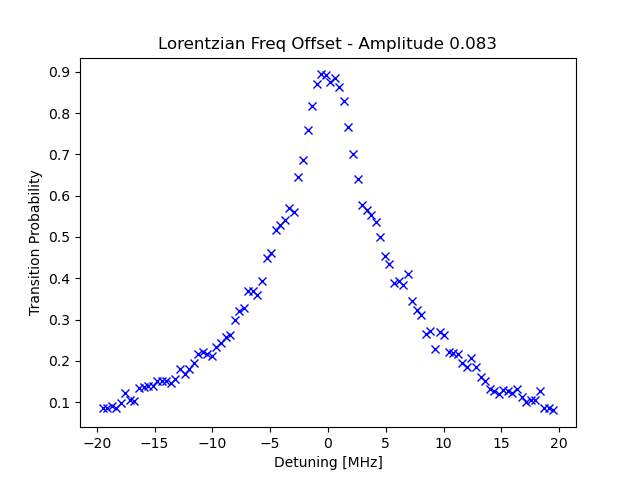 Lorentzian Freq Offset - Amplitude 0.083
Transition Probability
0.9
0.8
0.7
0.6
0.5
0.4
0.3
0.2
0.1
−20 −15 −10 −5 0 5 10 15 20
Detuning [MHz]